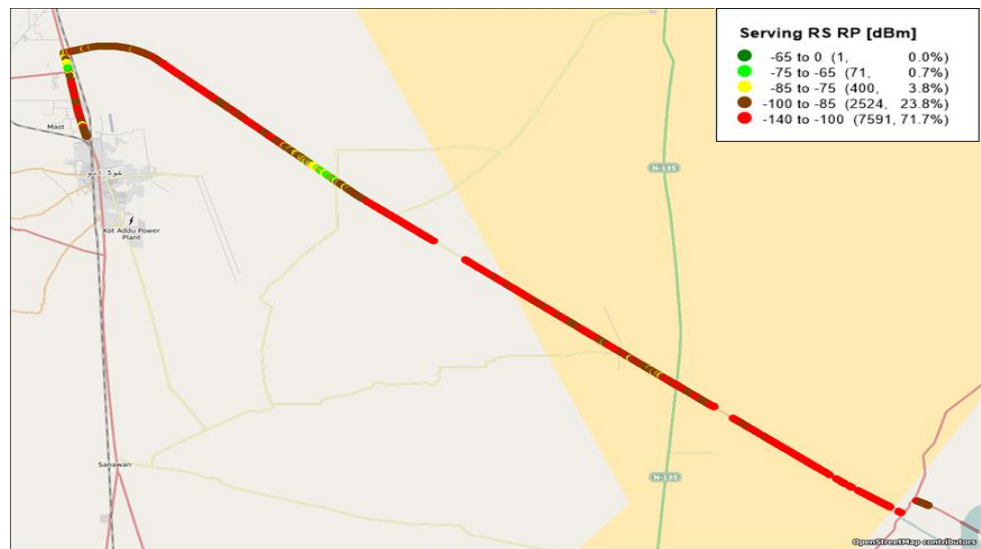 Serving RS RP [dBm]
-65 to 0 (1, 0.0%)
-75 to -65 (71, 0.7%)
-85 to -75 (400, 3.8%)
-100 to -85 (2524, 23.8%)
-140 to -100 (7591, 71.7%)
Mast
N-135
Kot Addu Power
Plant
Sanawan
N-135
OpenStreetMap contributors